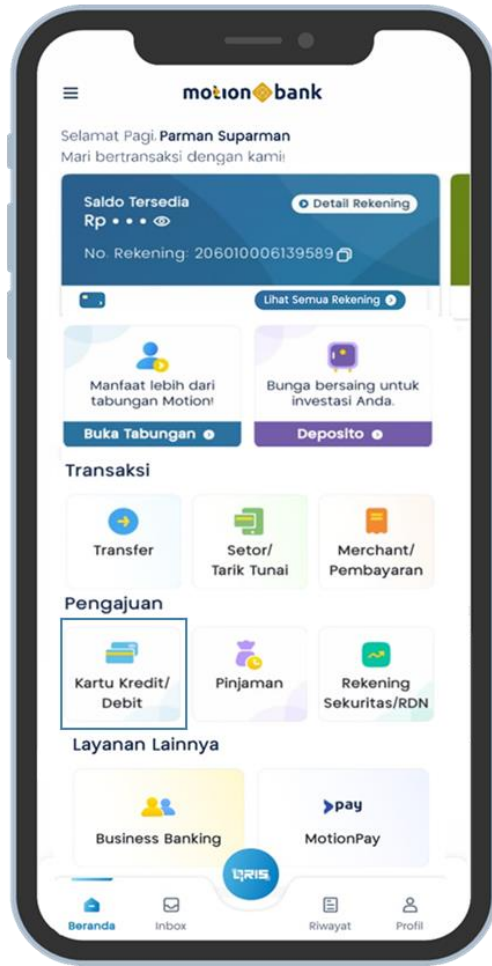 motion bank
Selamat Pagi, Parman Suparman
Mari bertransaksi dengan kami!
Saldo Tersedia
Rp • • •
Detail Rekening
No. Rekening: 206010006139589
Lihat Semua Rekening
Manfaat lebih dari
tabungan Motion!
Buka Tabungan
Bunga bersaing untuk
investasi Anda.
Deposito
Transaksi
Transfer
Setor/
Tarik Tunai
Merchant/
Pembayaran
Pengajuan
Kartu Kredit/
Debit
Pinjaman
Rekening
Sekuritas/RDN
Layanan Lainnya
Business Banking
pay
MotionPay
QRIS
Beranda
Inbox
Riwayat
Profil